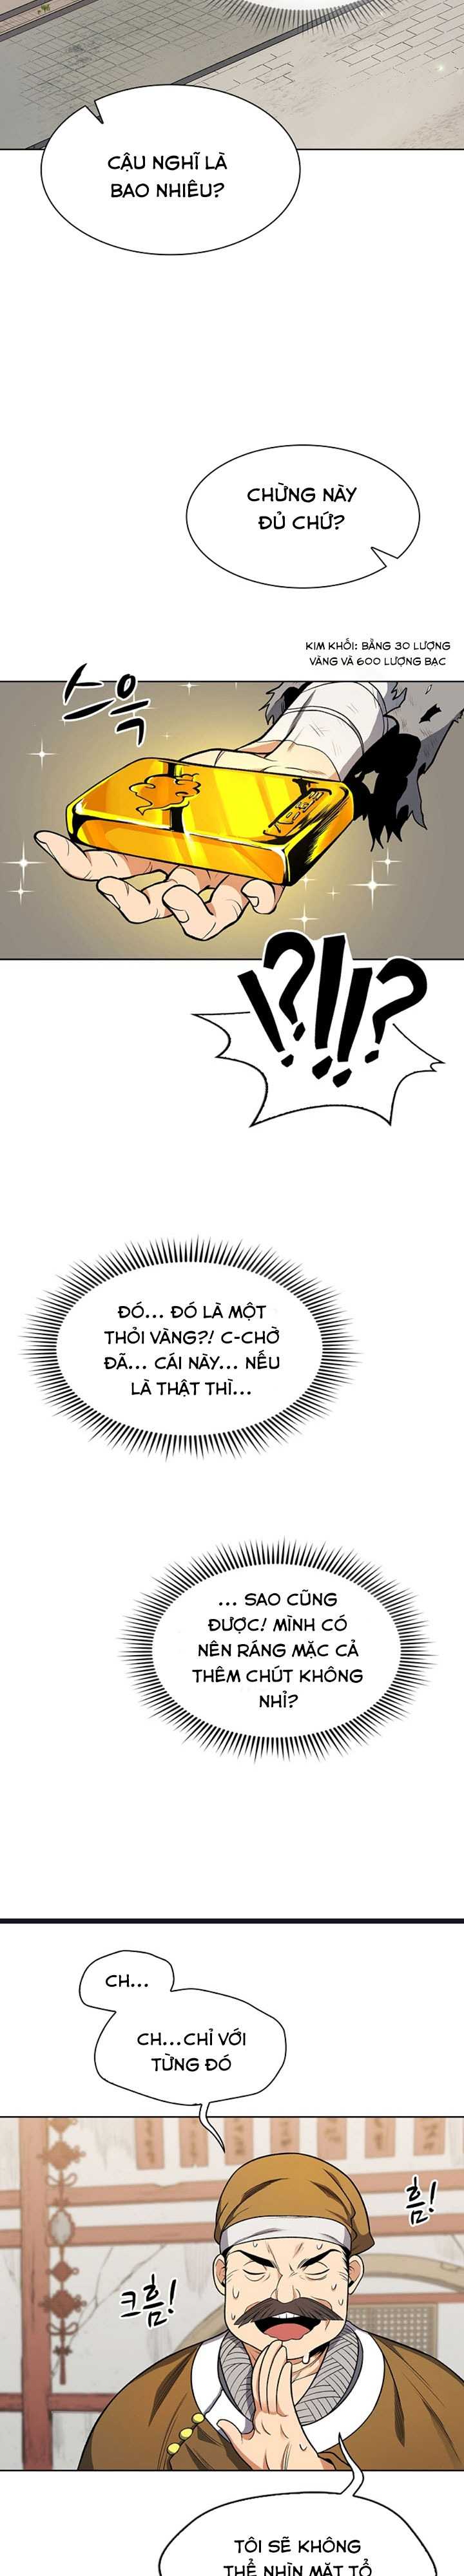 CẬU NGHĨ LÀ
BAO NHIÊU?
CHỪNG NÀY
ĐỦ CHỨ?
KIM KHỐI: BẰNG 30 LƯỢNG
VÀNG VÀ 600 LƯỢNG BẠC
스윽
!?!!?
ĐÓ... ĐÓ LÀ MỘT
THỎI VÀNG?! C-CHỜ
ĐÃ... CÁI NÀY... NẾU
LÀ THẬT THÌ...
... SAO CŨNG
ĐƯỢC! MÌNH CÓ
NÊN RÁNG MẶC CẢ
THÊM CHÚT KHÔNG
NHỈ?
CH...
CH...CHỈ VỚI
TỪNG ĐÓ
흠!
크흠!
TÔI SẼ KHÔNG
THỂ NHÌN MẶT TỔ